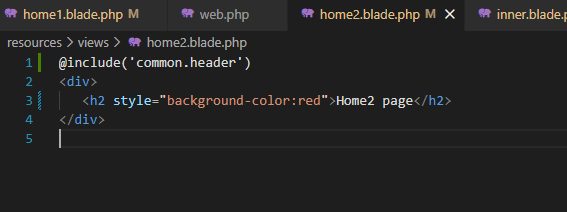 home1.blade.php M web.php home2.blade.php M inner.blade.p
resources > views > home2.blade.php
1 @include('common.header')
2 <div>
3 <h2 style="background-color:red">Home2 page</h2>
4 </div>
5